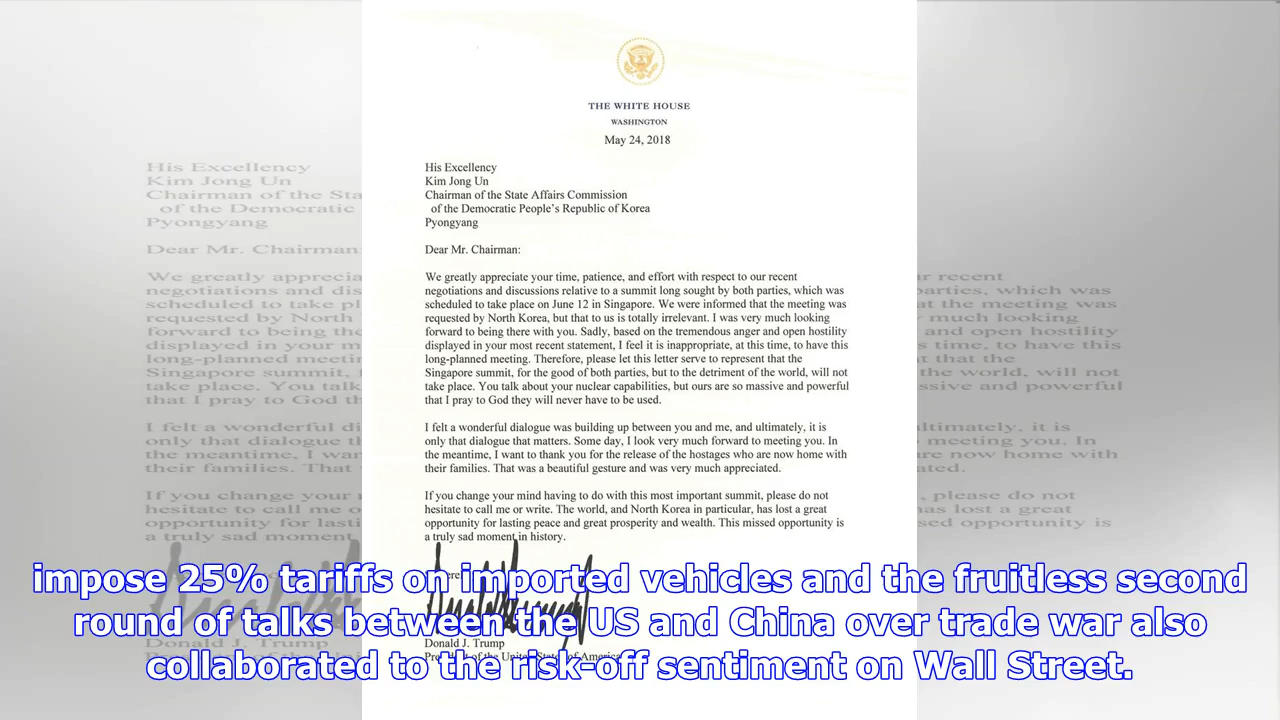 THE WHITE HOUSE
WASHINGTON
May 24, 2018
His Excellency
Kim Jong Un
Chairman of the State Affairs Commission
of the Democratic People's Republic of Korea
Pyongyang
Dear Mr. Chairman:
We greatly appreciate your time, patience, and effort with respect to our recent
negotiations and discussions relative to a summit long sought by both parties, which was
scheduled to take place on June 12 in Singapore. We were informed that the meeting was
requested by North Korea, but that to us is totally irrelevant. I was very much looking
forward to being there with you. Sadly, based on the tremendous anger and open hostility
displayed in your most recent statement, I feel it is inappropriate, at this time, to have this
long-planned meeting. Therefore, please let this letter serve to represent that the
Singapore summit, for the good of both parties, but to the detriment of the world, will not
take place. You talk about your nuclear capabilities, but ours are so massive and powerful
that I pray to God they will never have to be used.
I felt a wonderful dialogue was building up between you and me, and ultimately, it is
only that dialogue that matters. Some day, I look very much forward to meeting you. In
the meantime, I want to thank you for the release of the hostages who are now home with
their families. That was a beautiful gesture and was very much appreciated.
If you change your mind having to do with this most important summit, please do not
hesitate to call me or write. The world, and North Korea in particular, has lost a great
opportunity for lasting peace and great prosperity and wealth. This missed opportunity is
a truly sad moment in history.
impose 25% tariffs on imported vehicles and the fruitless second
round of talks between the US and China over trade war also
collaborated to the risk-off sentiment on Wall Street.
Donald J. Trump